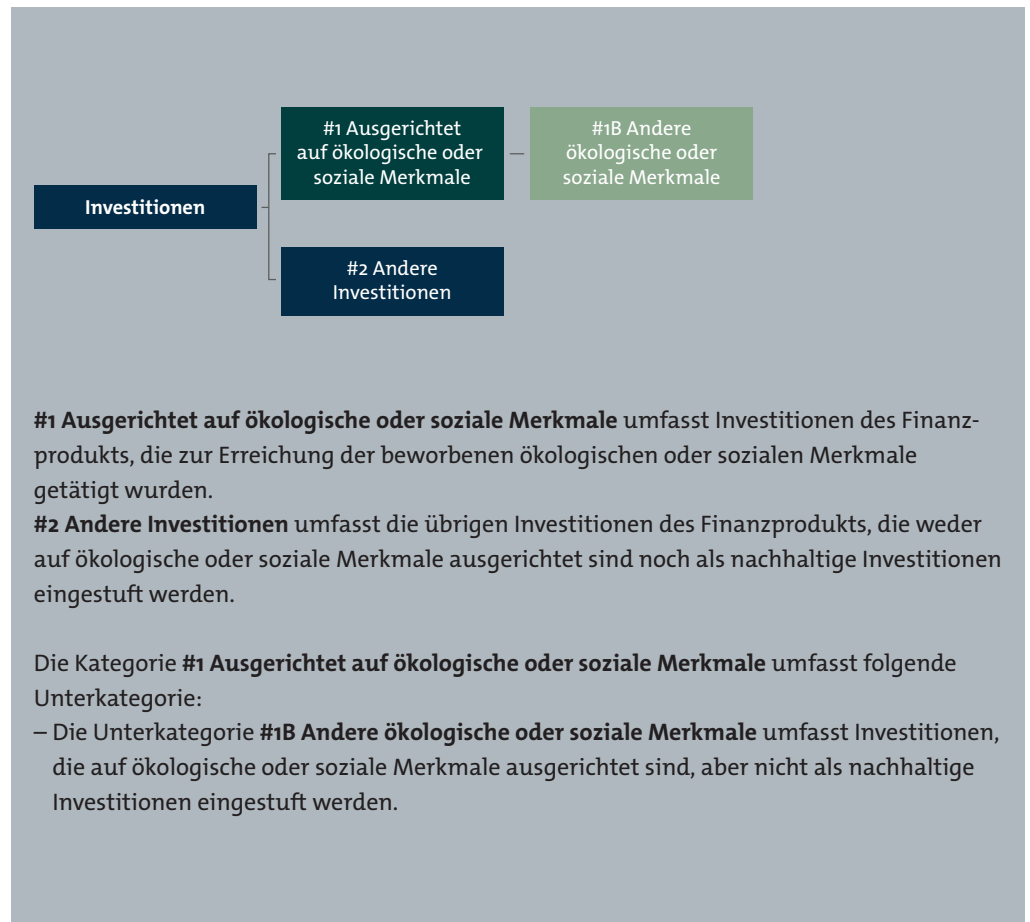 #1 Ausgerichtet
auf ökologische oder
soziale Merkmale
#1B Andere
ökologische oder
soziale Merkmale
Investitionen
#2 Andere
Investitionen
#1 Ausgerichtet auf ökologische oder soziale Merkmale umfasst Investitionen des Finanz-
produkts, die zur Erreichung der beworbenen ökologischen oder sozialen Merkmale
getätigt wurden.
#2 Andere Investitionen umfasst die übrigen Investitionen des Finanzprodukts, die weder
auf ökologische oder soziale Merkmale ausgerichtet sind noch als nachhaltige Investitionen
eingestuft werden.
Die Kategorie #1 Ausgerichtet auf ökologische oder soziale Merkmale umfasst folgende
Unterkategorie:
– Die Unterkategorie #1B Andere ökologische oder soziale Merkmale umfasst Investitionen,
die auf ökologische oder soziale Merkmale ausgerichtet sind, aber nicht als nachhaltige
Investitionen eingestuft werden.